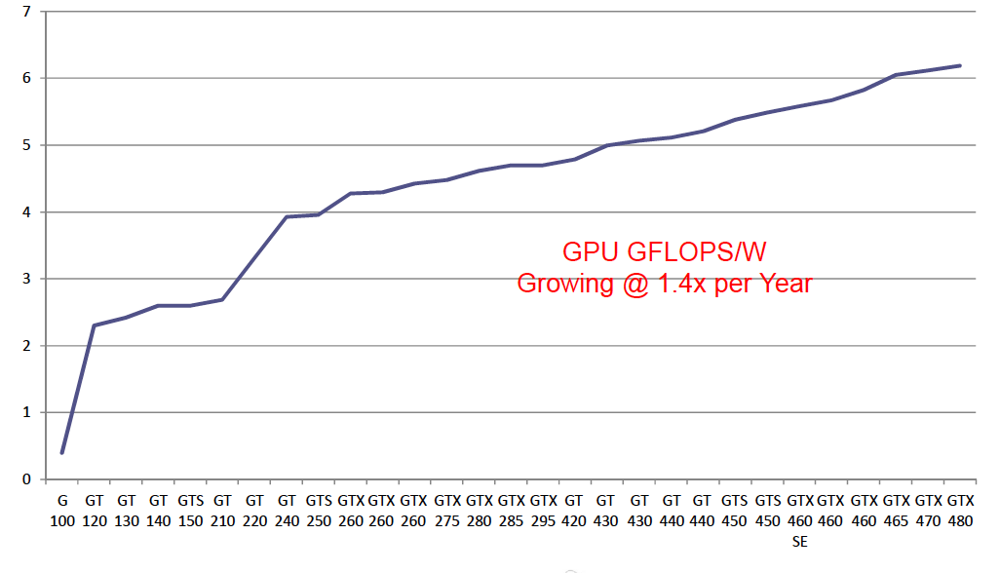 7
6
5
4
3
2
1
0
GPU GFLOPS/W
Growing @ 1.4x per Year
G GT GT GT GTS GT GT GT GTS GTX GTX GTX GTX GTX GTX GTX GT GT GT GT GT GTS GTS GTX GTX GTX GTX GTX GTX
100 120 130 140 150 210 220 240 250 260 260 260 275 280 285 295 420 430 430 440 440 450 450 460 460 460 465 470 480
SE